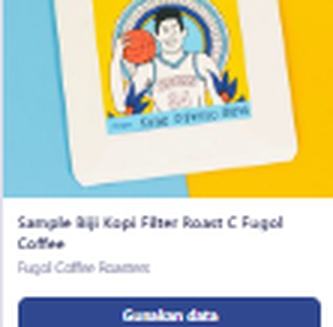 Sample Biji Kopi Filter Roast C Fugol
Coffee
Fugol Coffee Roasters
Gunakan data